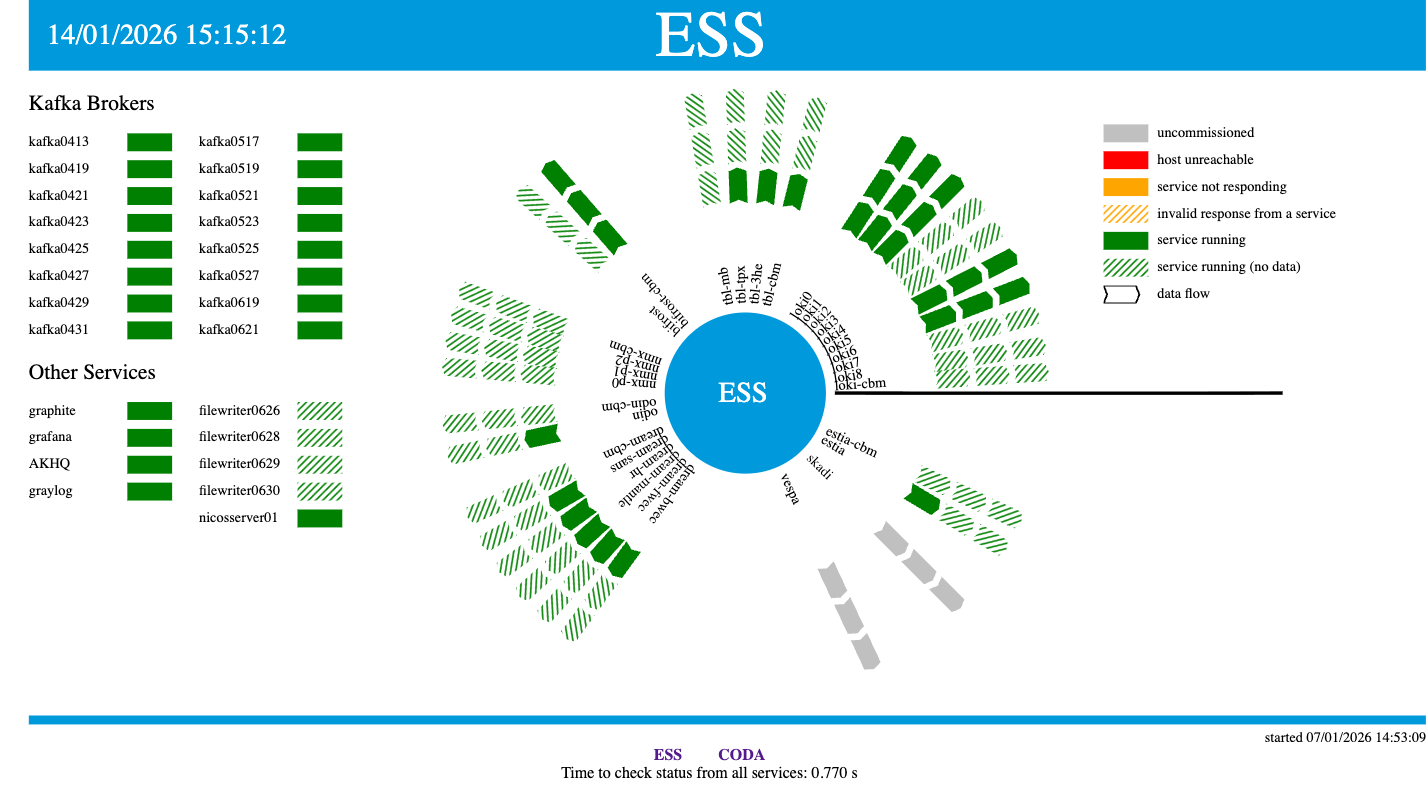 14/01/2026 15:15:12
ESS
Kafka Brokers
kafka0413
kafka0517
kafka0419
kafka0519
kafka0421
kafka0521
kafka0423
kafka0523
kafka0425
kafka0525
kafka0427
kafka0527
kafka0429
kafka0619
kafka0431
kafka0621
Other Services
graphite
filewriter0626
grafana
filewriter0628
AKHQ
filewriter0629
graylog
filewriter0630
nicosserver01
bifrost-cbm
bifrost
tbl-mb
tbl-tpx
tbl-3he
tbl-cbm
loki0
loki1
loki2
loki3
loki4
loki5
loki6
loki7
loki8
loki-cbm
nmx-cbm
nmx-p2
nmx-p1
nmx-p0
odin-cbm
odin
dream-cbm
dream-sans
dream-hr
dream-mantle
dream-fwec
dream-bwec
ESS
estia-cbm
estia
skadi
vespa
uncommissioned
host unreachable
service not responding
invalid response from a service
service running
service running (no data)
data flow
started 07/01/2026 14:53:09
ESS CODA
Time to check status from all services: 0.770 s